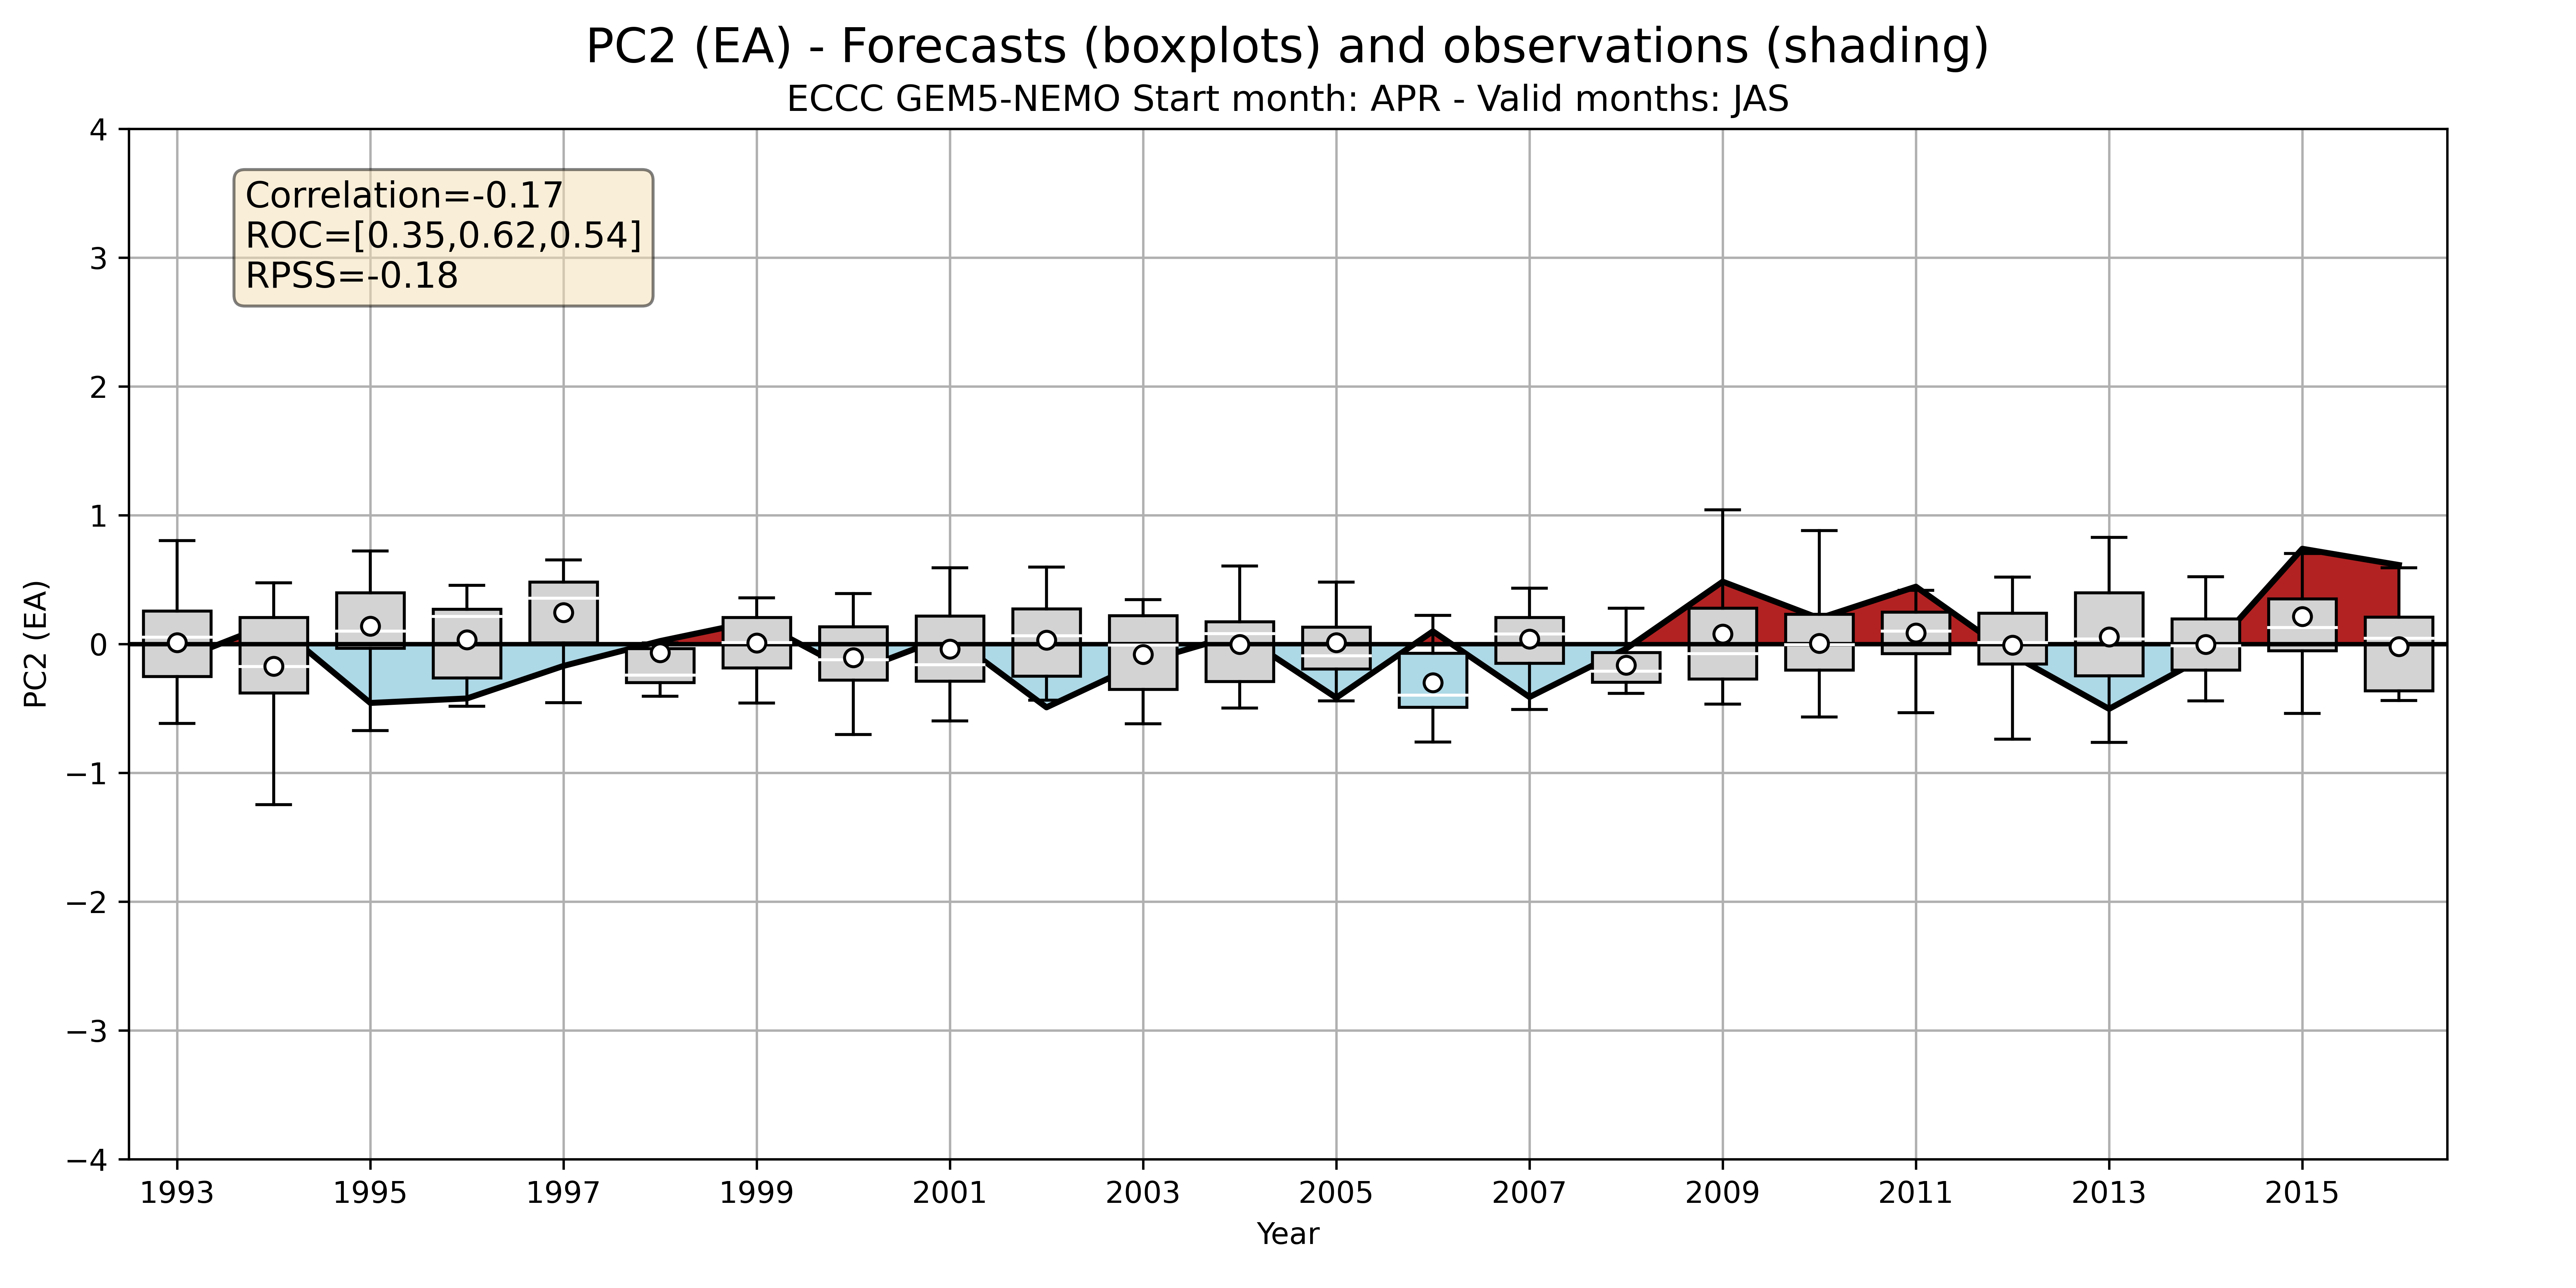 PC2 (EA) - Forecasts (boxplots) and observations (shading)
ECCC GEM5-NEMO Start month: APR - Valid months: JAS
Correlation=-0.17
ROC=[0.35,0.62,0.54]
RPSS=-0.18
PC2 (EA)
4
3
2
1
0
−1
−2
−3
−4
1993 1995 1997 1999 2001 2003 2005 2007 2009 2011 2013 2015
Year